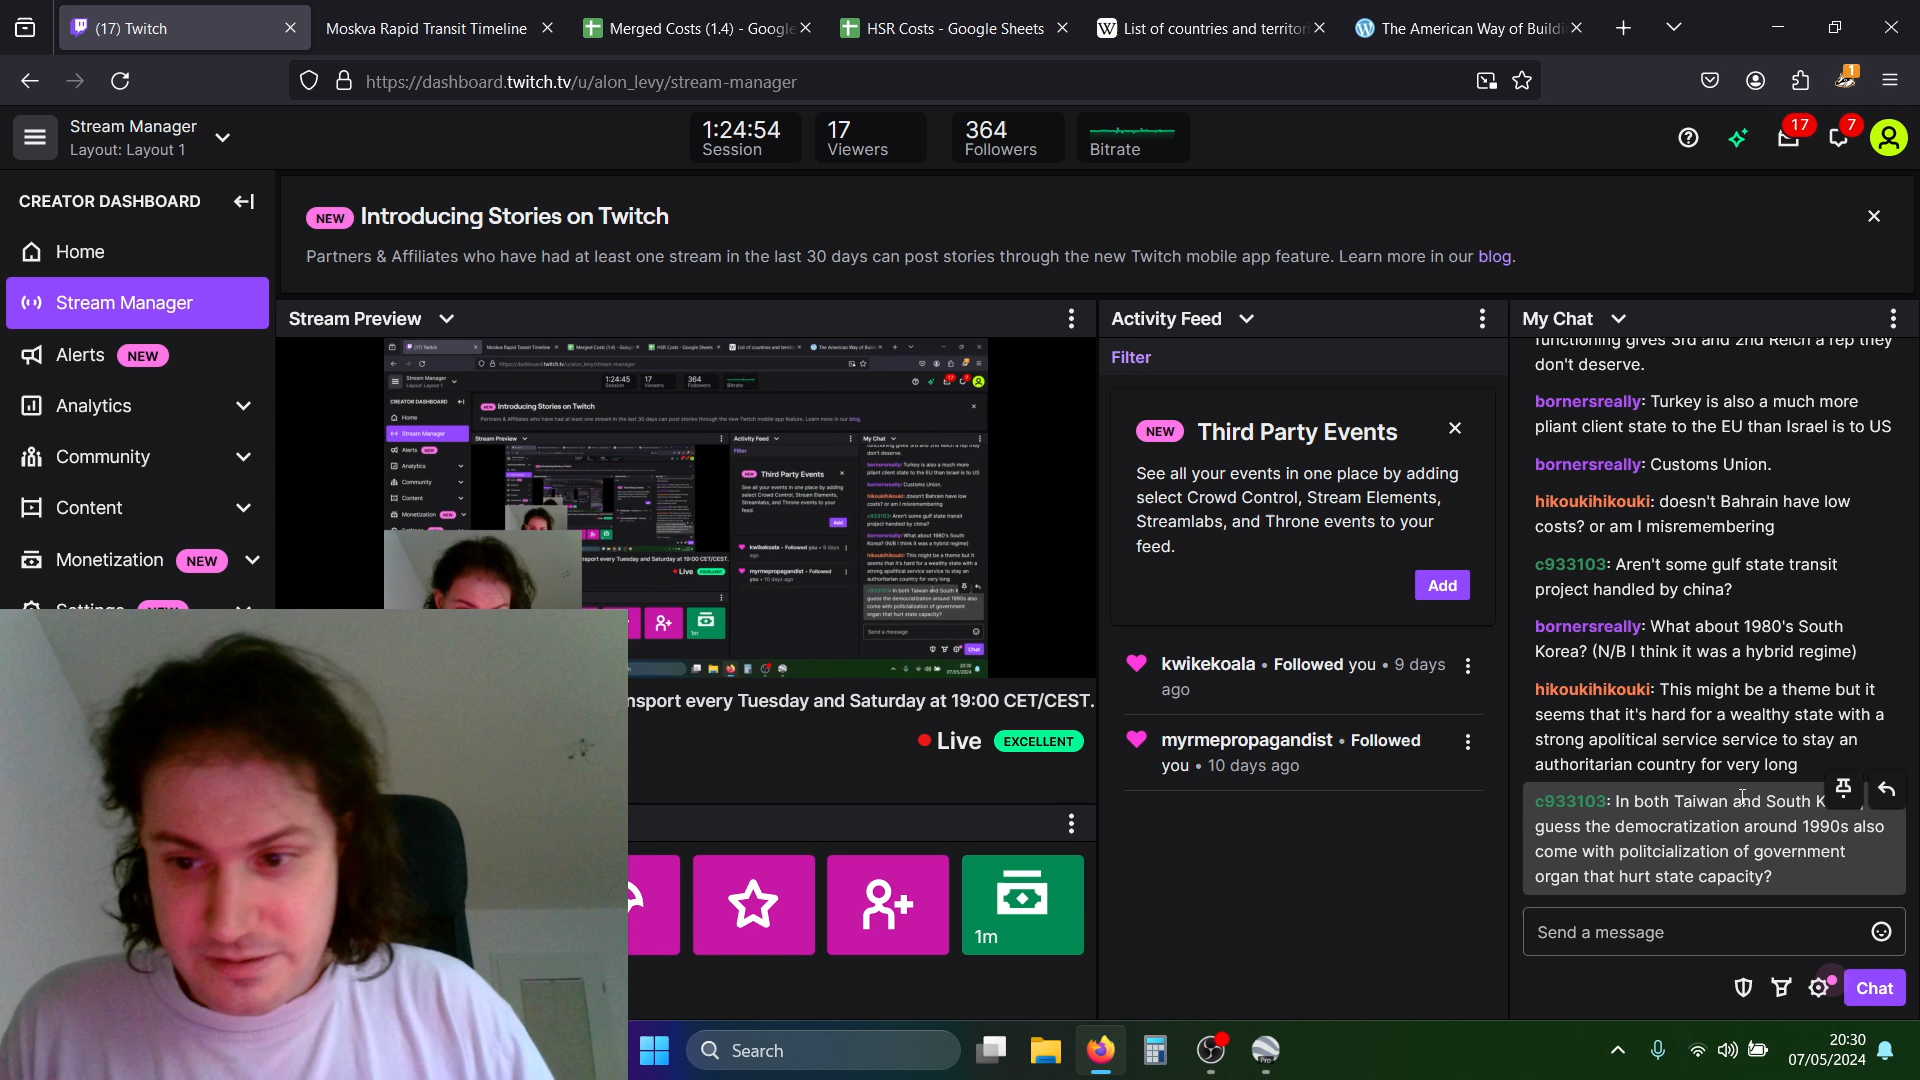 (17) Twitch
Moskva Rapid Transit Timeline
Merged Costs (1.4) - Google
HSR Costs - Google Sheets
List of countries and territori
The American Way of Buildi
https://dashboard.twitch.tv/u/alon_levy/stream-manager
1
Stream Manager
Layout: Layout 1
1:24:54
Session
17
Viewers
364
Followers
Bitrate
17
7
CREATOR DASHBOARD
Home
Stream Manager
Alerts NEW
Analytics
Community
Content
Monetization NEW
NEW Introducing Stories on Twitch
Partners & Affiliates who have had at least one stream in the last 30 days can post stories through the new Twitch mobile app feature. Learn more in our blog.
Stream Preview
nsport every Tuesday and Saturday at 19:00 CET/CEST.
Live EXCELLENT
1m
Activity Feed
Filter
NEW Third Party Events
See all your events in one place by adding
select Crowd Control, Stream Elements,
Streamlabs, and Throne events to your
feed.
Add
kwikekoala • Followed you • 9 days
ago
myrmepropagandist • Followed
you • 10 days ago
My Chat
functioning gives 3rd and 2nd Reich a rep they
don't deserve.
bornersreally: Turkey is also a much more
pliant client state to the EU than Israel is to US
bornersreally: Customs Union.
hikoukihikouki: doesn't Bahrain have low
costs? or am I misremembering
c933103: Aren't some gulf state transit
project handled by china?
bornersreally: What about 1980's South
Korea? (N/B I think it was a hybrid regime)
hikoukihikouki: This might be a theme but it
seems that it's hard for a wealthy state with a
strong apolitical service service to stay an
authoritarian country for very long
c933103: In both Taiwan and South K
guess the democratization around 1990s also
come with politcialization of government
organ that hurt state capacity?
Send a message
Chat
Search
20:30
07/05/2024